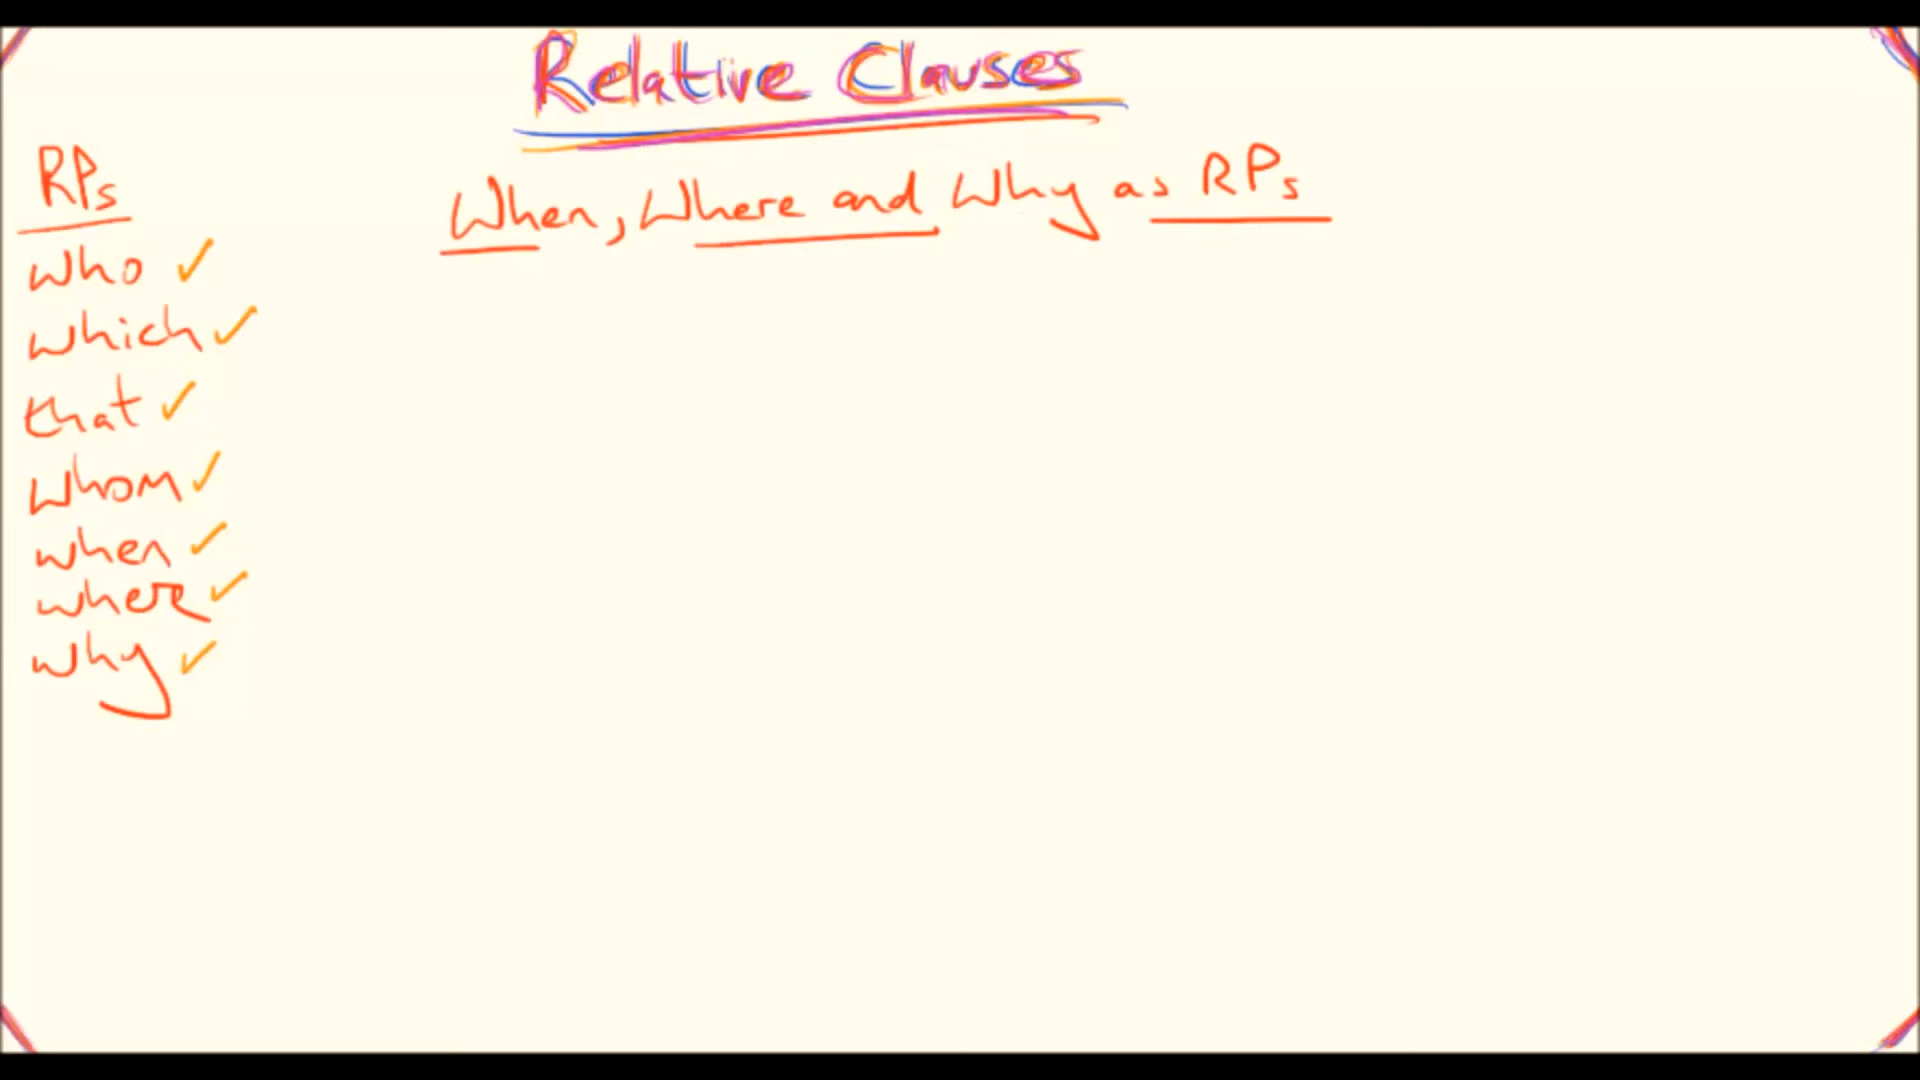 Relative Clauses
When, Where and Why as RPs
RPs
who ✓
which ✓
that ✓
whom ✓
when ✓
where ✓
why ✓